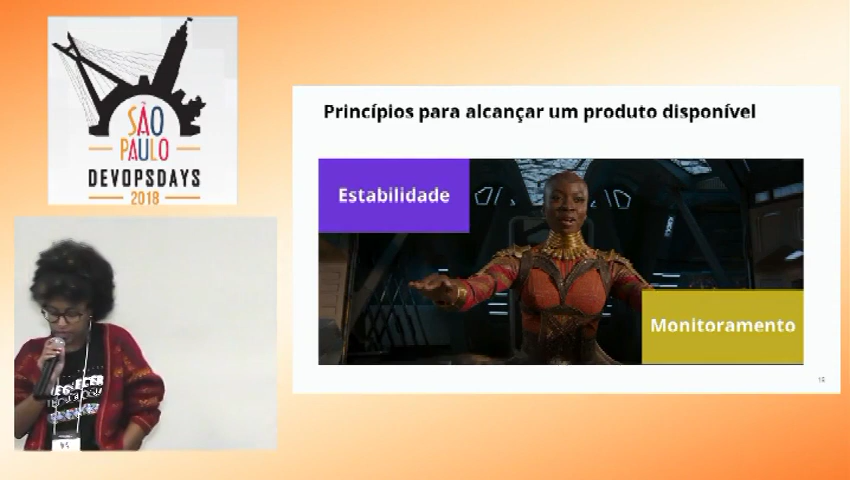 SÃO
PAULO
DEVOPSDAYS
2018
Princípios para alcançar um produto disponível
Estabilidade
Monitoramento